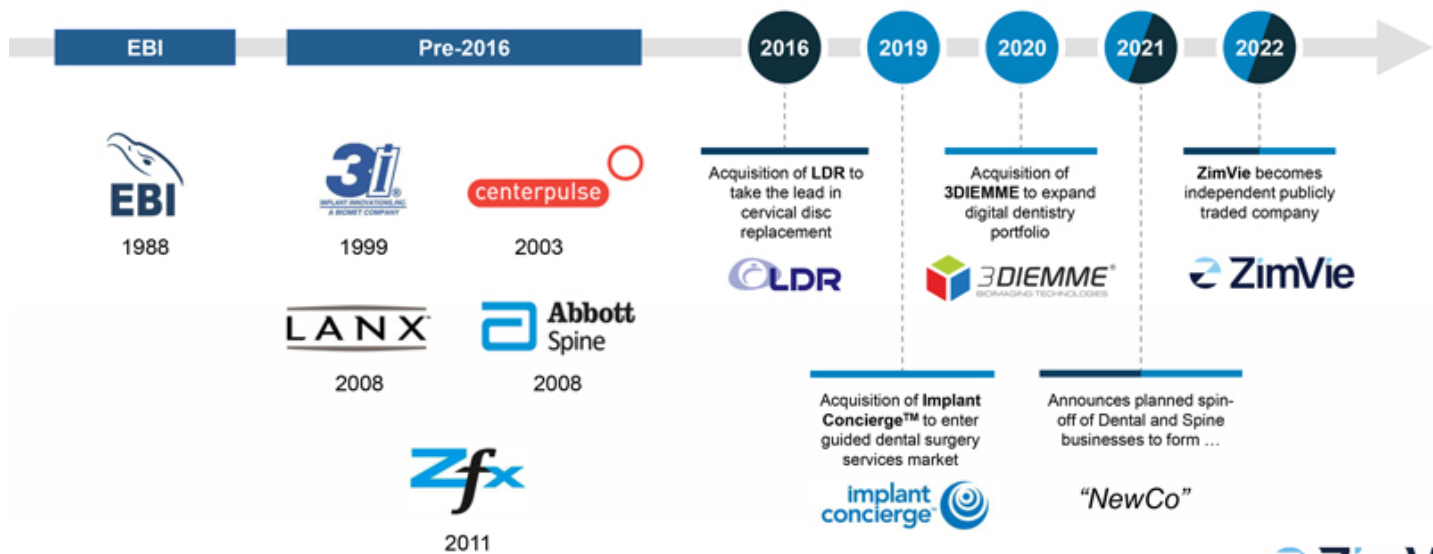 EBI
Pre-2016
2016
2019
2020
2021
2022
EBI
1988
3i®
IMPLANT INNOVATIONS, INC.
A BIOMET COMPANY
1999
centerpulse
2003
LANX™
2008
Abbott
Spine
2008
Zfx
2011
Acquisition of LDR to
take the lead in
cervical disc
replacement
LDR
Acquisition of Implant
Concierge™ to enter
guided dental surgery
services market
implant
concierge™
Acquisition of
3DIEMME to expand
digital dentistry
portfolio
3DIEMME®
BIOIMAGING TECHNOLOGIES
Announces planned spin-
off of Dental and Spine
businesses to form …
“NewCo”
ZimVie becomes
independent publicly
traded company
ZimVie